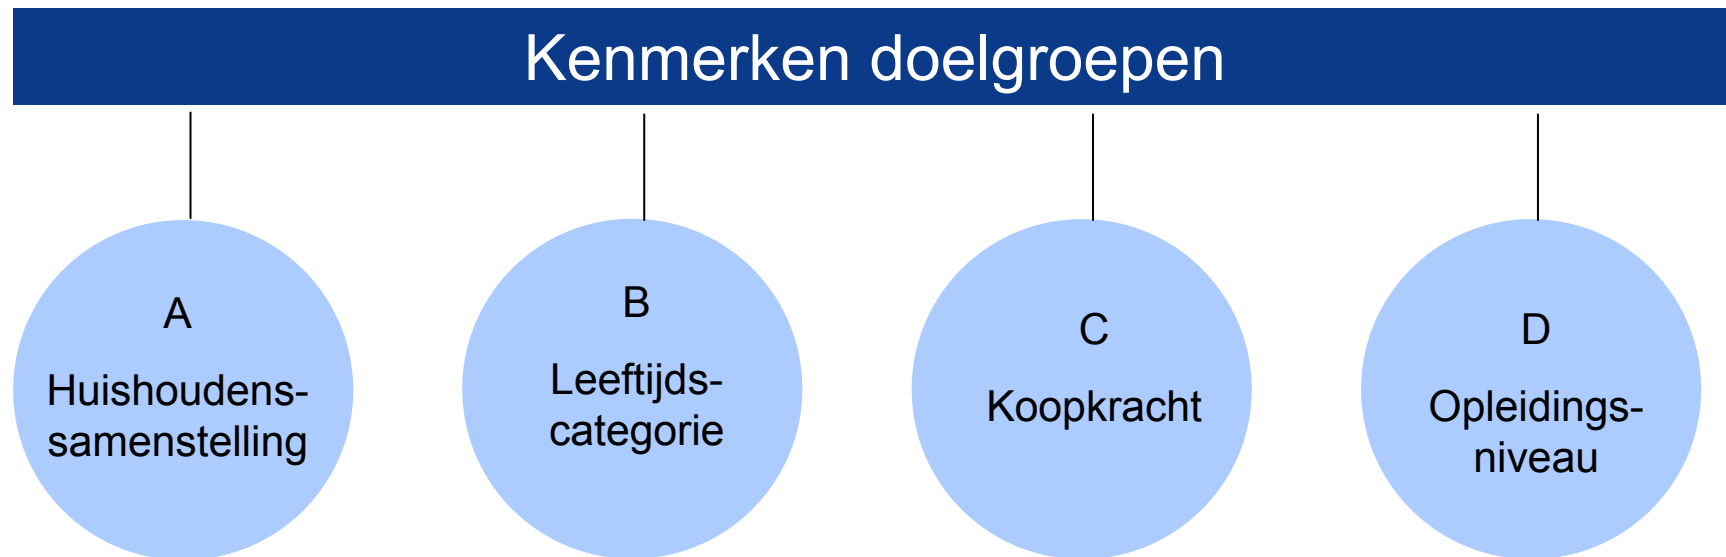 Kenmerken doelgroepen
A
Huishoudens-
samenstelling
B
Leeftijds-
categorie
C
Koopkracht
D
Opleidings-
niveau